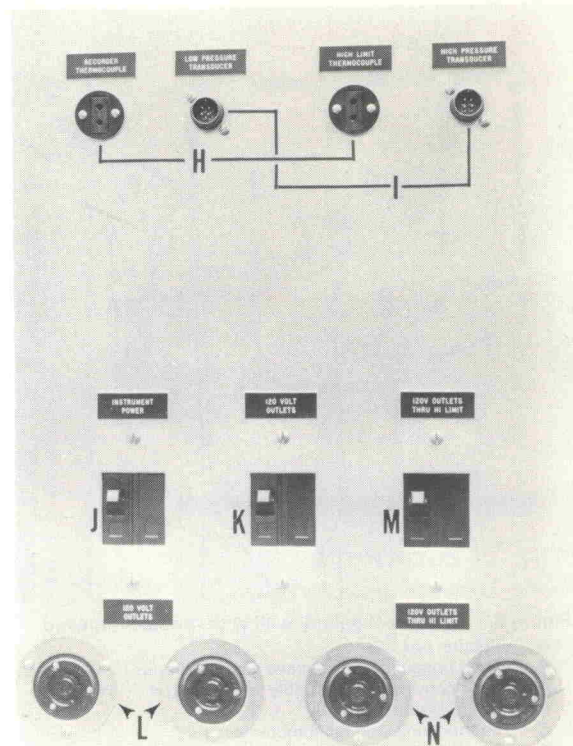 RECORDER
THERMOCOUPLE
LOW PRESSURE
TRANSDUCER
HIGH LIMIT
THERMOCOUPLE
HIGH PRESSURE
TRANSDUCER
H
I
INSTRUMENT
POWER
120 VOLT
OUTLETS
120V OUTLETS
THRU HI LIMIT
J
K
M
120 VOLT
OUTLETS
120V OUTLETS
THRU HI LIMIT
L
N